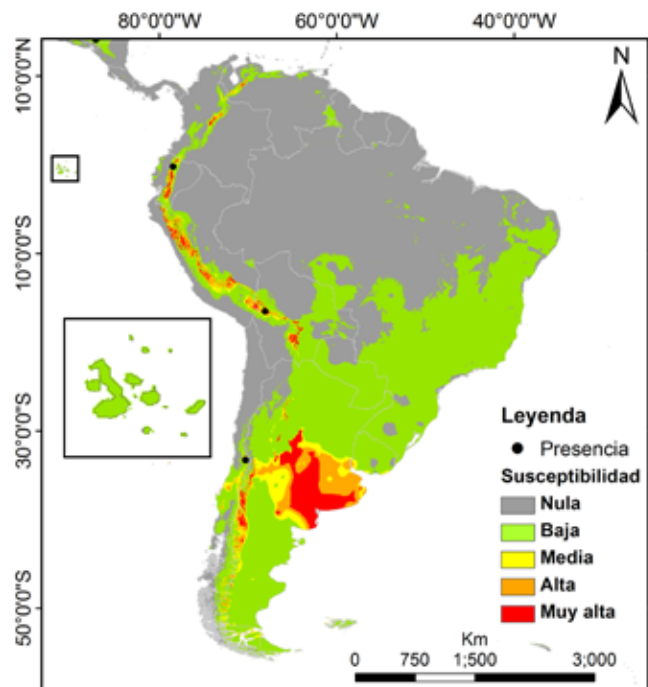 80°0'0"W
60°0'0"W
40°0'0"W
10°0'0"N
10°0'0"S
30°0'0"S
50°0'0"S
N
Leyenda
Presencia
Susceptibilidad
Nula
Baja
Media
Alta
Muy alta
Km
0 750 1;500 3;000